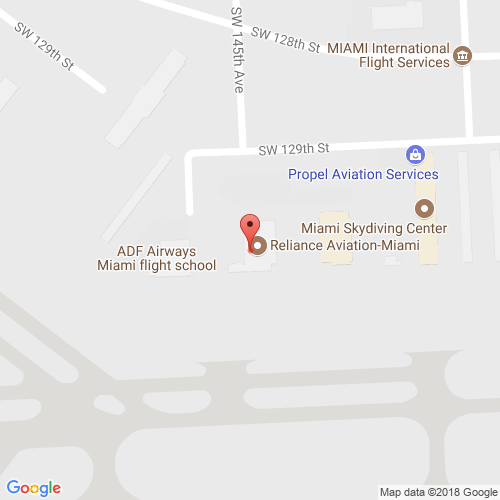 SW 129th St
SW 145th Ave
SW 128th St
MIAMI International
Flight Services
SW 129th St
Propel Aviation Services
Miami Skydiving Center
Reliance Aviation-Miami
ADF Airways
Miami flight school
Google
Map data ©2018 Google